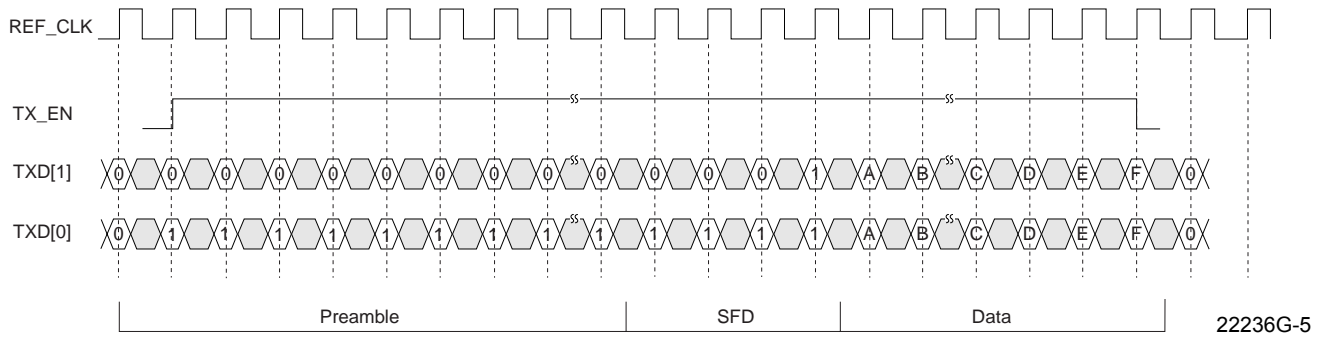 REF_CLK
TX_EN
TXD[1] 0 0 0 0 0 0 0 0 0 0 0 0 0 1 A B C D E F 0
TXD[0] 0 1 1 1 1 1 1 1 1 1 1 1 1 1 A B C D E F 0
Preamble SFD Data
22236G-5